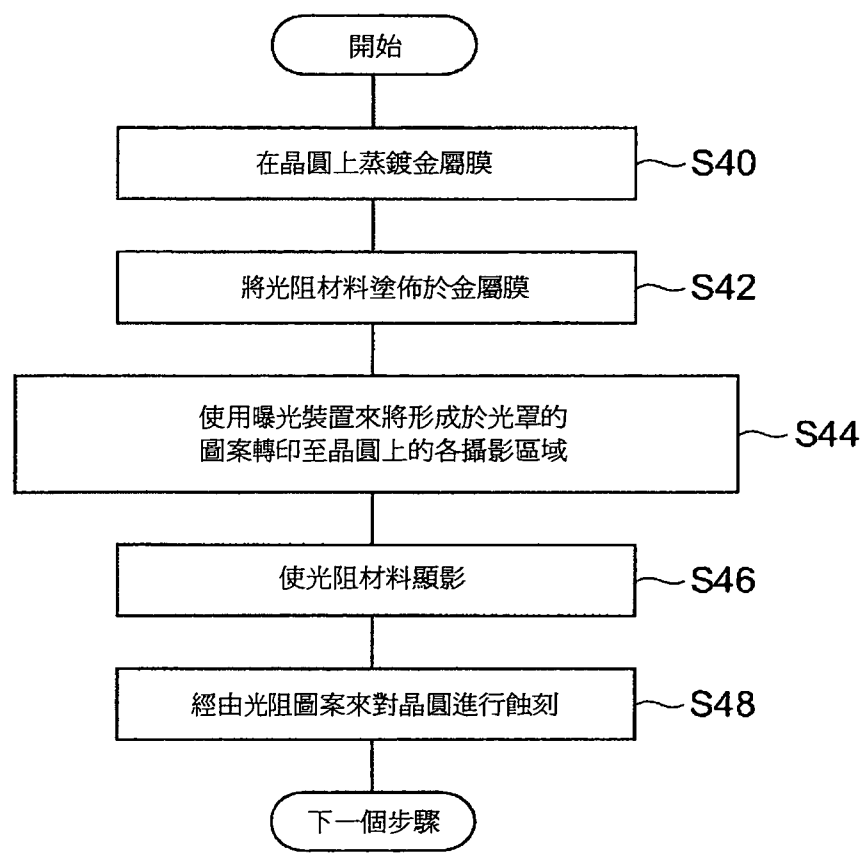 開始
在晶圓上蒸鍍金屬膜
S40
將光阻材料塗佈於金屬膜
S42
使用曝光裝置來將形成於光罩的
圖案轉印至晶圓上的各攝影區域
S44
使光阻材料顯影
S46
經由光阻圖案來對晶圓進行蝕刻
S48
下一個步驟